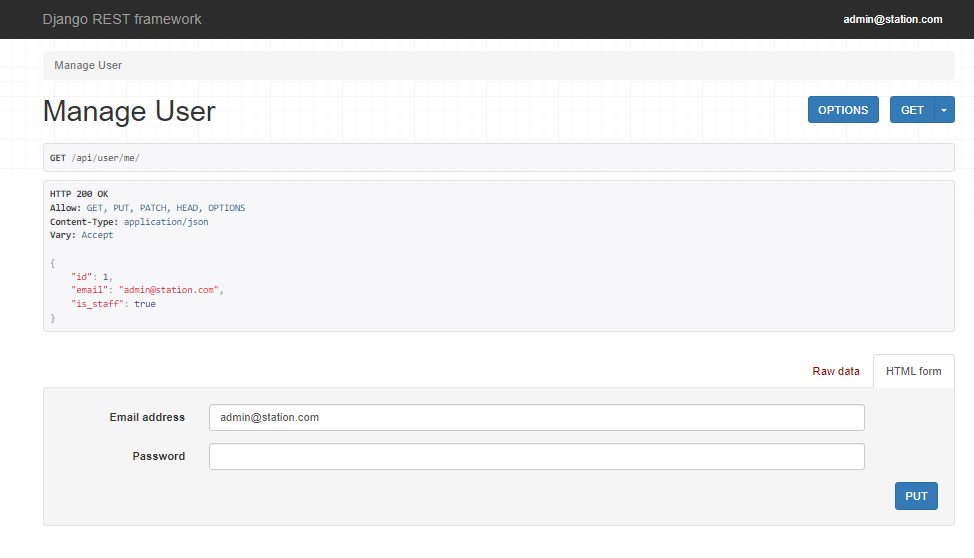 Django REST framework
admin@station.com
Manage User
Manage User
OPTIONS
GET
GET /api/user/me/
HTTP 200 OK
Allow: GET, PUT, PATCH, HEAD, OPTIONS
Content-Type: application/json
Vary: Accept
{
    "id": 1,
    "email": "admin@station.com",
    "is_staff": true
}
Raw data
HTML form
Email address
admin@station.com
Password
PUT